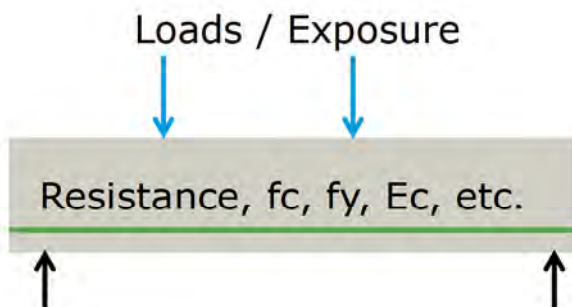 Loads / Exposure
Resistance, fc, fy, Ec, etc.